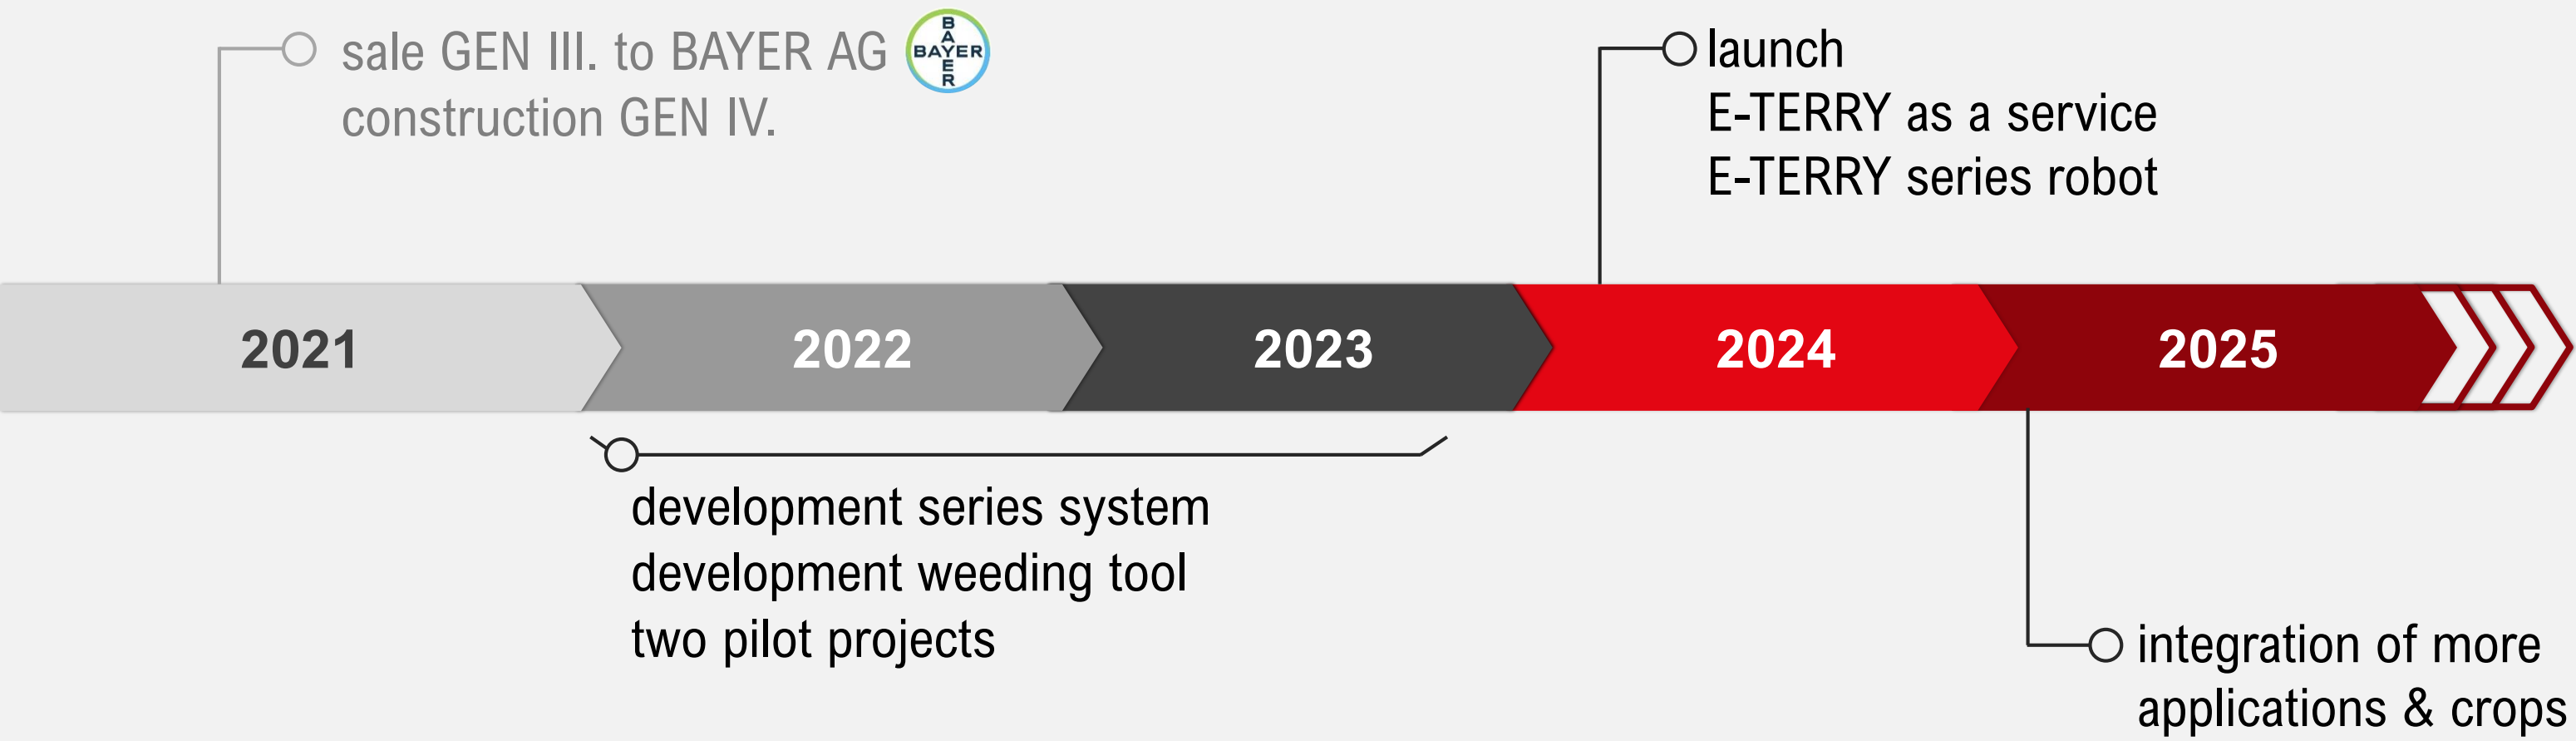 sale GEN III. to BAYER AG
construction GEN IV.
BAYER
BAYER
launch
E-TERRY as a service
E-TERRY series robot
2021
2022
2023
2024
2025
development series system
development weeding tool
two pilot projects
integration of more
applications & crops